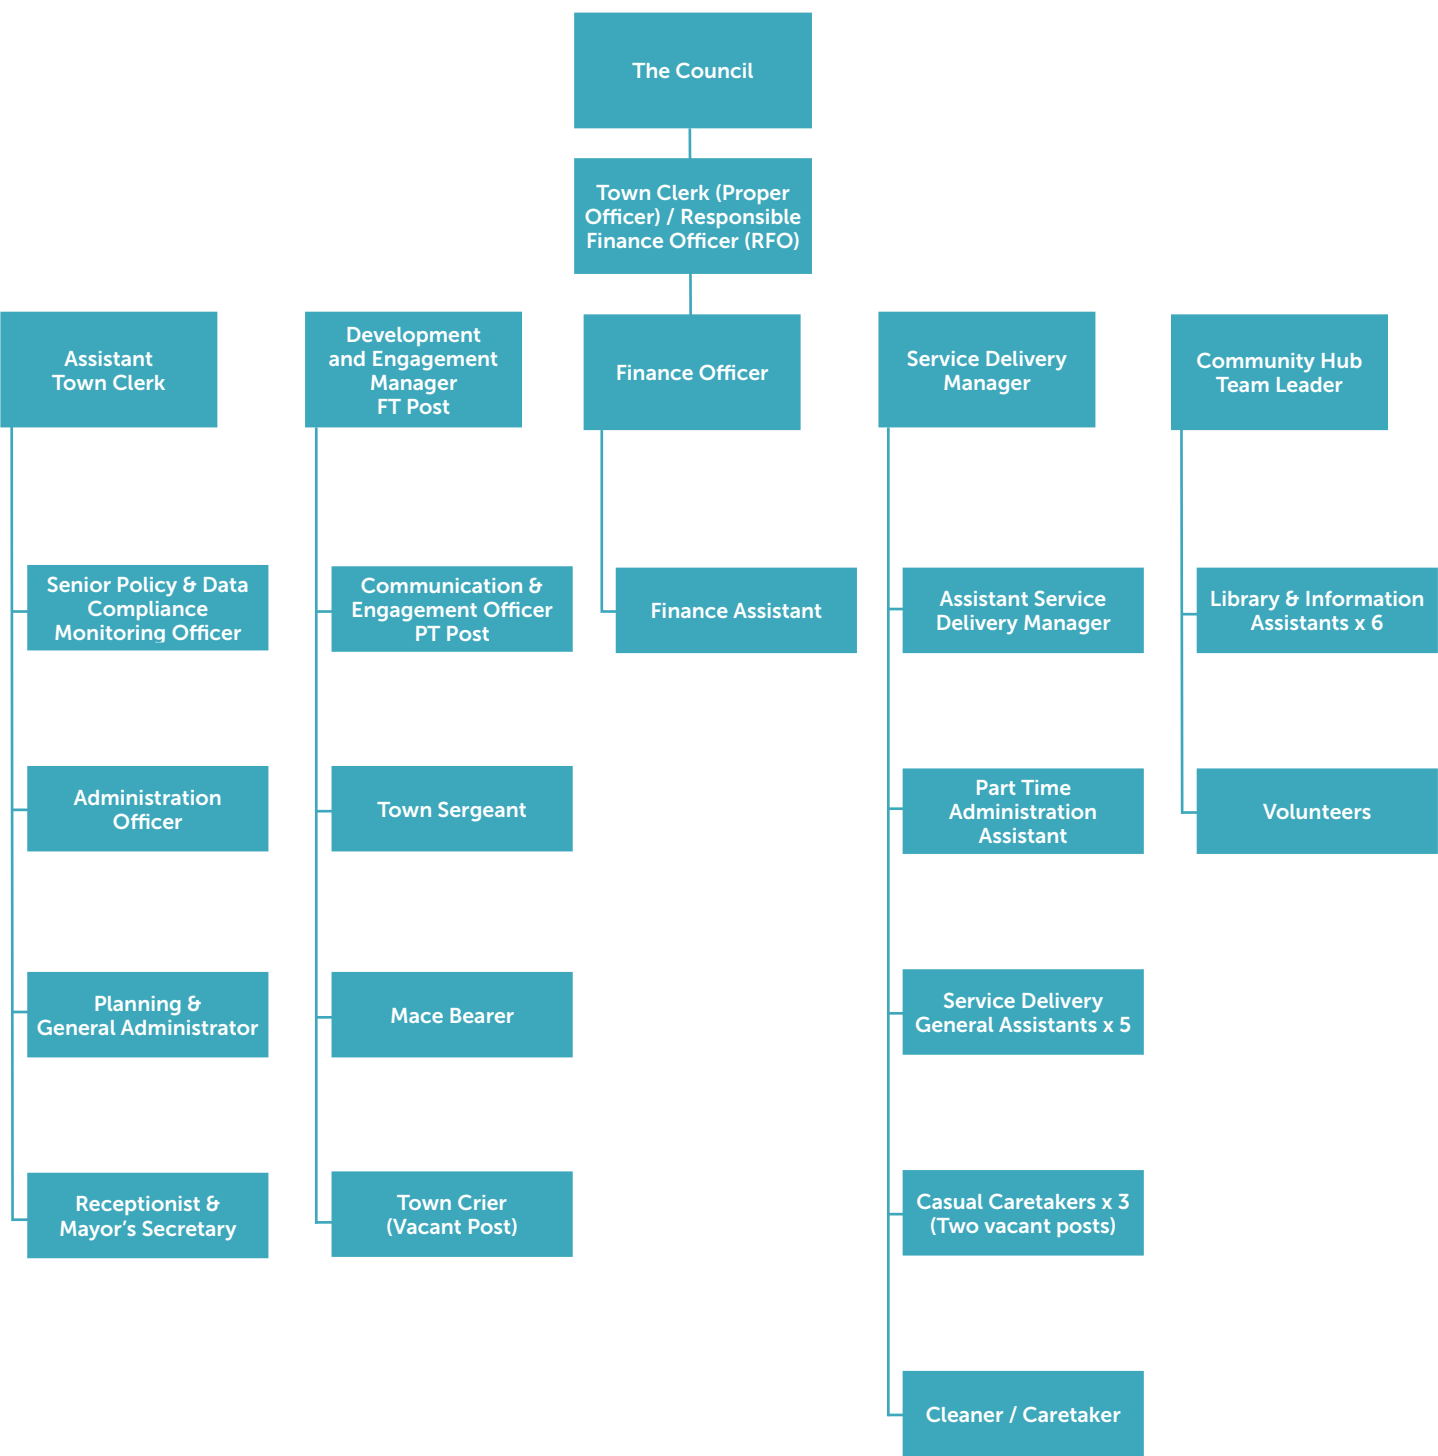 The Council
Town Clerk (Proper
Officer) / Responsible
Finance Officer (RFO)
Assistant
Town Clerk
Development
and Engagement
Manager
FT Post
Finance Officer
Service Delivery
Manager
Community Hub
Team Leader
Senior Policy & Data
Compliance
Monitoring Officer
Communication &
Engagement Officer
PT Post
Finance Assistant
Assistant Service
Delivery Manager
Library & Information
Assistants x 6
Administration
Officer
Town Sergeant
Part Time
Administration
Assistant
Volunteers
Planning &
General Administrator
Mace Bearer
Service Delivery
General Assistants x 5
Receptionist &
Mayor’s Secretary
Town Crier
(Vacant Post)
Casual Caretakers x 3
(Two vacant posts)
Cleaner / Caretaker